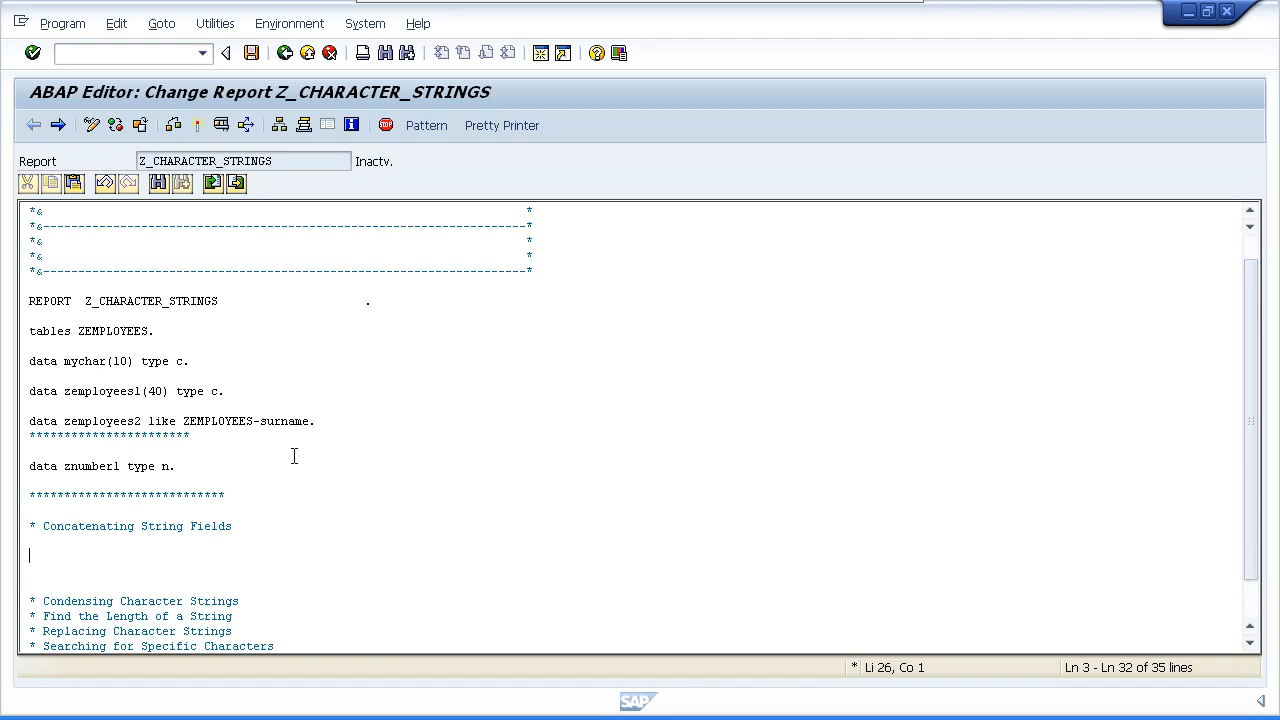 Program Edit Goto Utilities Environment System Help
ABAP Editor: Change Report Z_CHARACTER_STRINGS
Pattern Pretty Printer
Report Z_CHARACTER_STRINGS Inactv.
*& *
*&---------------------------------------------------------------------*
*& *
*& *
*&---------------------------------------------------------------------*
REPORT Z_CHARACTER_STRINGS .
tables ZEMPLOYEES.
data mychar(10) type c.
data zemployees1(40) type c.
data zemployees2 like ZEMPLOYEES-surname.
***********************
data znumber1 type n.
****************************
* Concatenating String Fields
* Condensing Character Strings
* Find the Length of a String
* Replacing Character Strings
* Searching for Specific Characters
* Li 26, Co 1 Ln 3 - Ln 32 of 35 lines
SAP